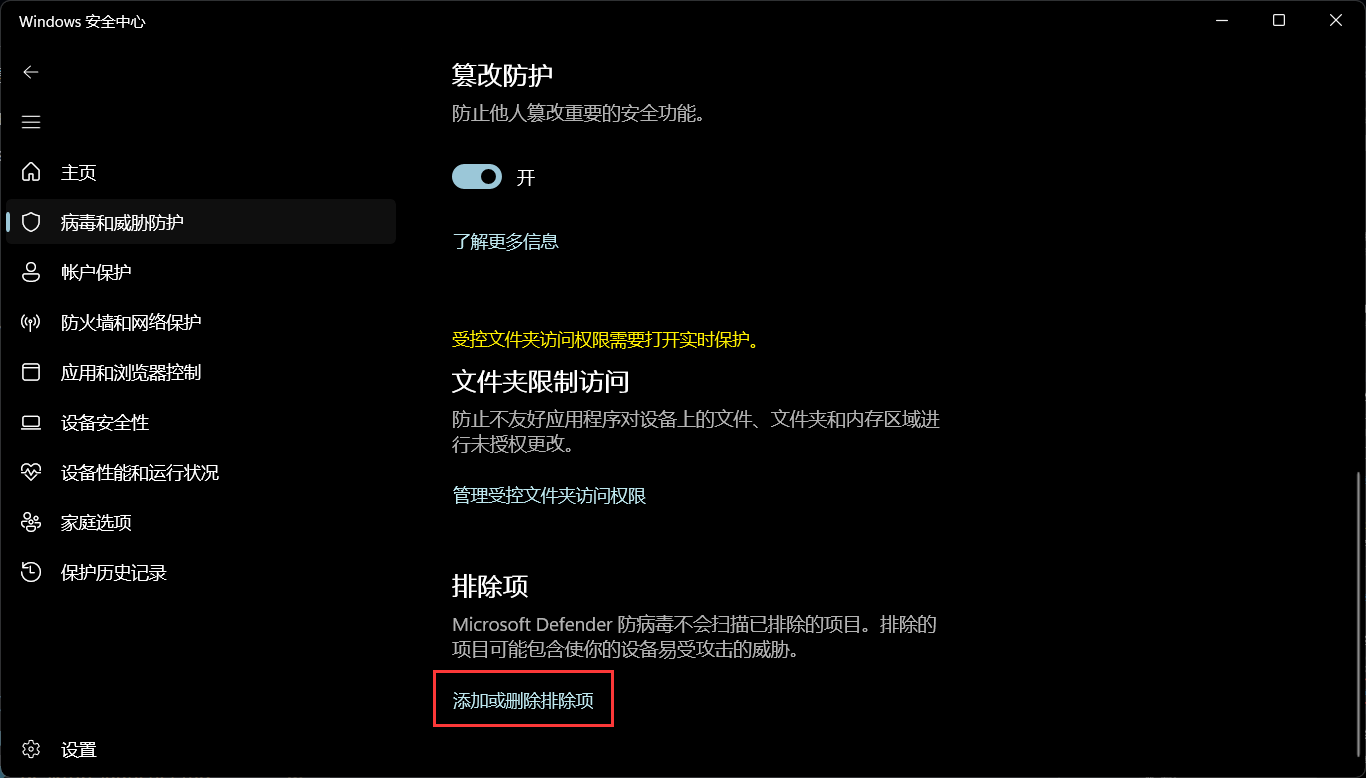 Windows 安全中心
主页
病毒和威胁防护
帐户保护
防火墙和网络保护
应用和浏览器控制
设备安全性
设备性能和运行状况
家庭选项
保护历史记录
设置
篡改防护
防止他人篡改重要的安全功能。
开
了解更多信息
受控文件夹访问权限需要打开实时保护。
文件夹限制访问
防止不友好应用程序对设备上的文件、文件夹和内存区域进
行未授权更改。
管理受控文件夹访问权限
排除项
Microsoft Defender 防病毒不会扫描已排除的项目。排除的
项目可能包含使你的设备易受攻击的威胁。
添加或删除排除项